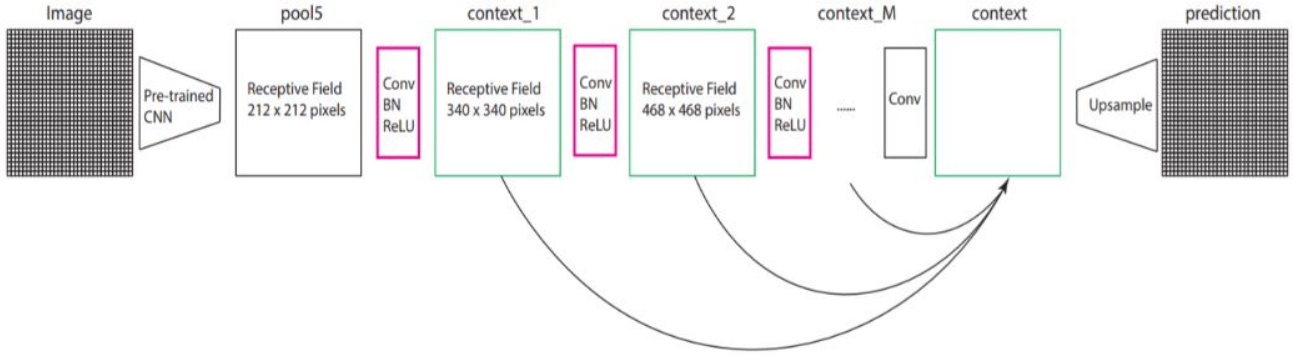 Image
pool5
context_1
context_2
context_M
context
prediction
Pre-trained
CNN
Receptive Field
212 x 212 pixels
Conv
BN
ReLU
Receptive Field
340 x 340 pixels
Conv
BN
ReLU
Receptive Field
468 x 468 pixels
Conv
BN
ReLU
......
Conv
Upsample